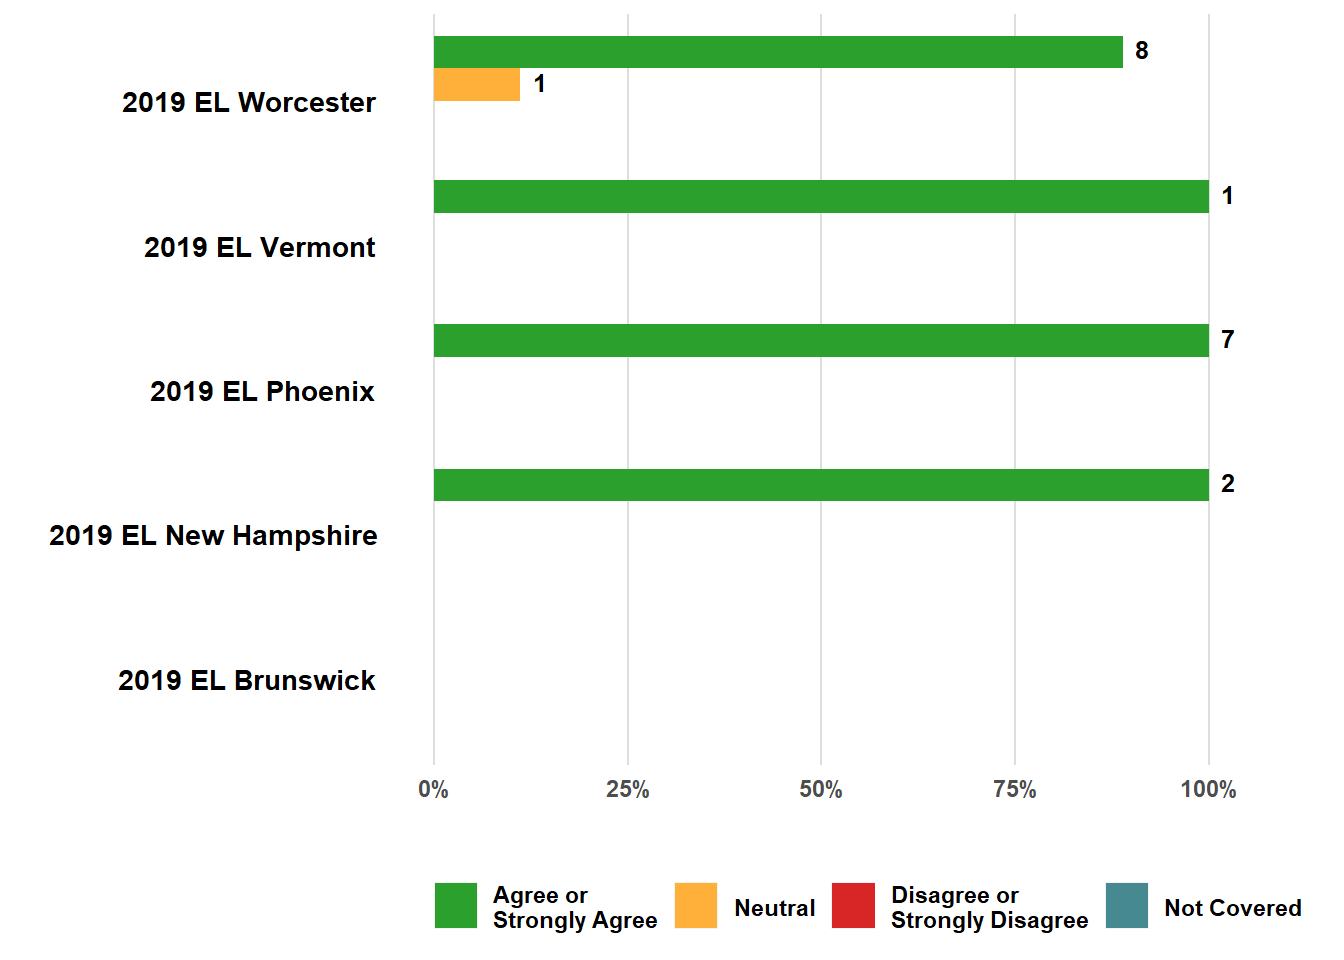 8
1
2019 EL Worcester
1
2019 EL Vermont
7
2019 EL Phoenix
2
2019 EL New Hampshire
2019 EL Brunswick
0% 25% 50% 75% 100%
Agree or
Strongly Agree
Neutral
Disagree or
Strongly Disagree
Not Covered